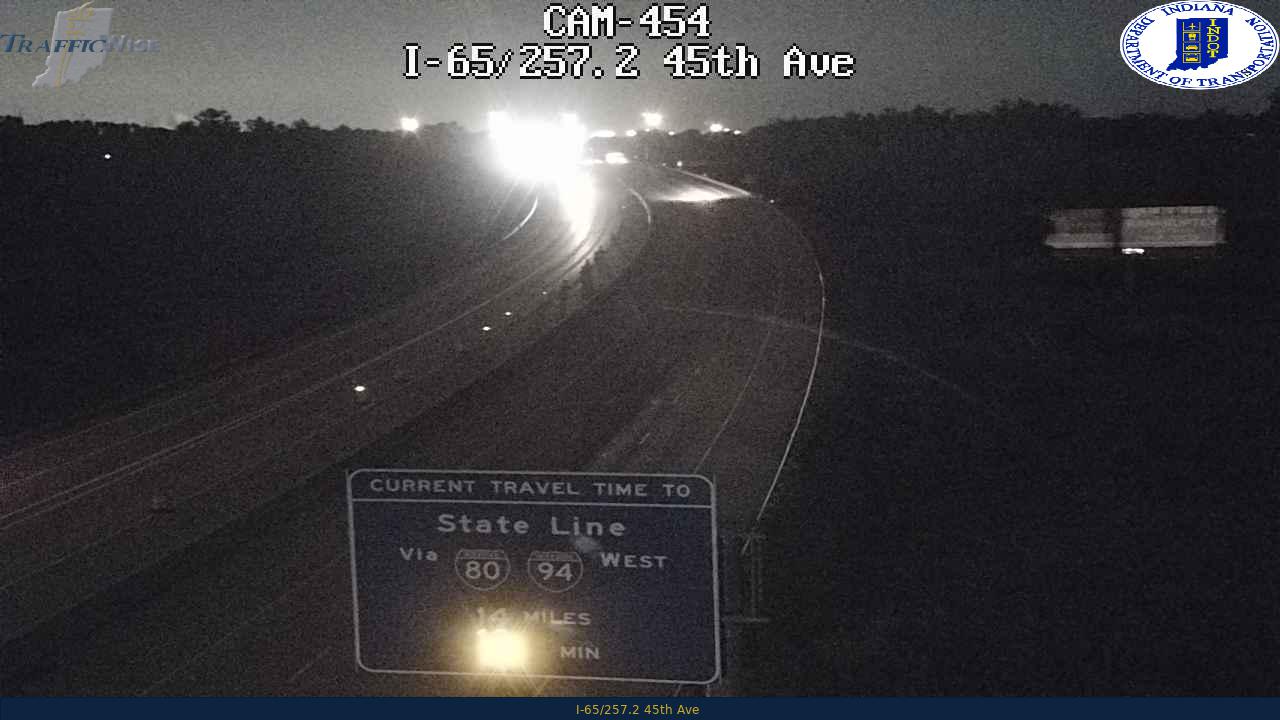 CAM-454
I-65/257.2 45th Ave
TRAFFICWISE
INDIANA
DEPARTMENT OF TRANSPORTATION
INDOT
CURRENT TRAVEL TIME TO
State Line
Via 80 94 WEST
14 MILES
MIN
I-65/257.2 45th Ave